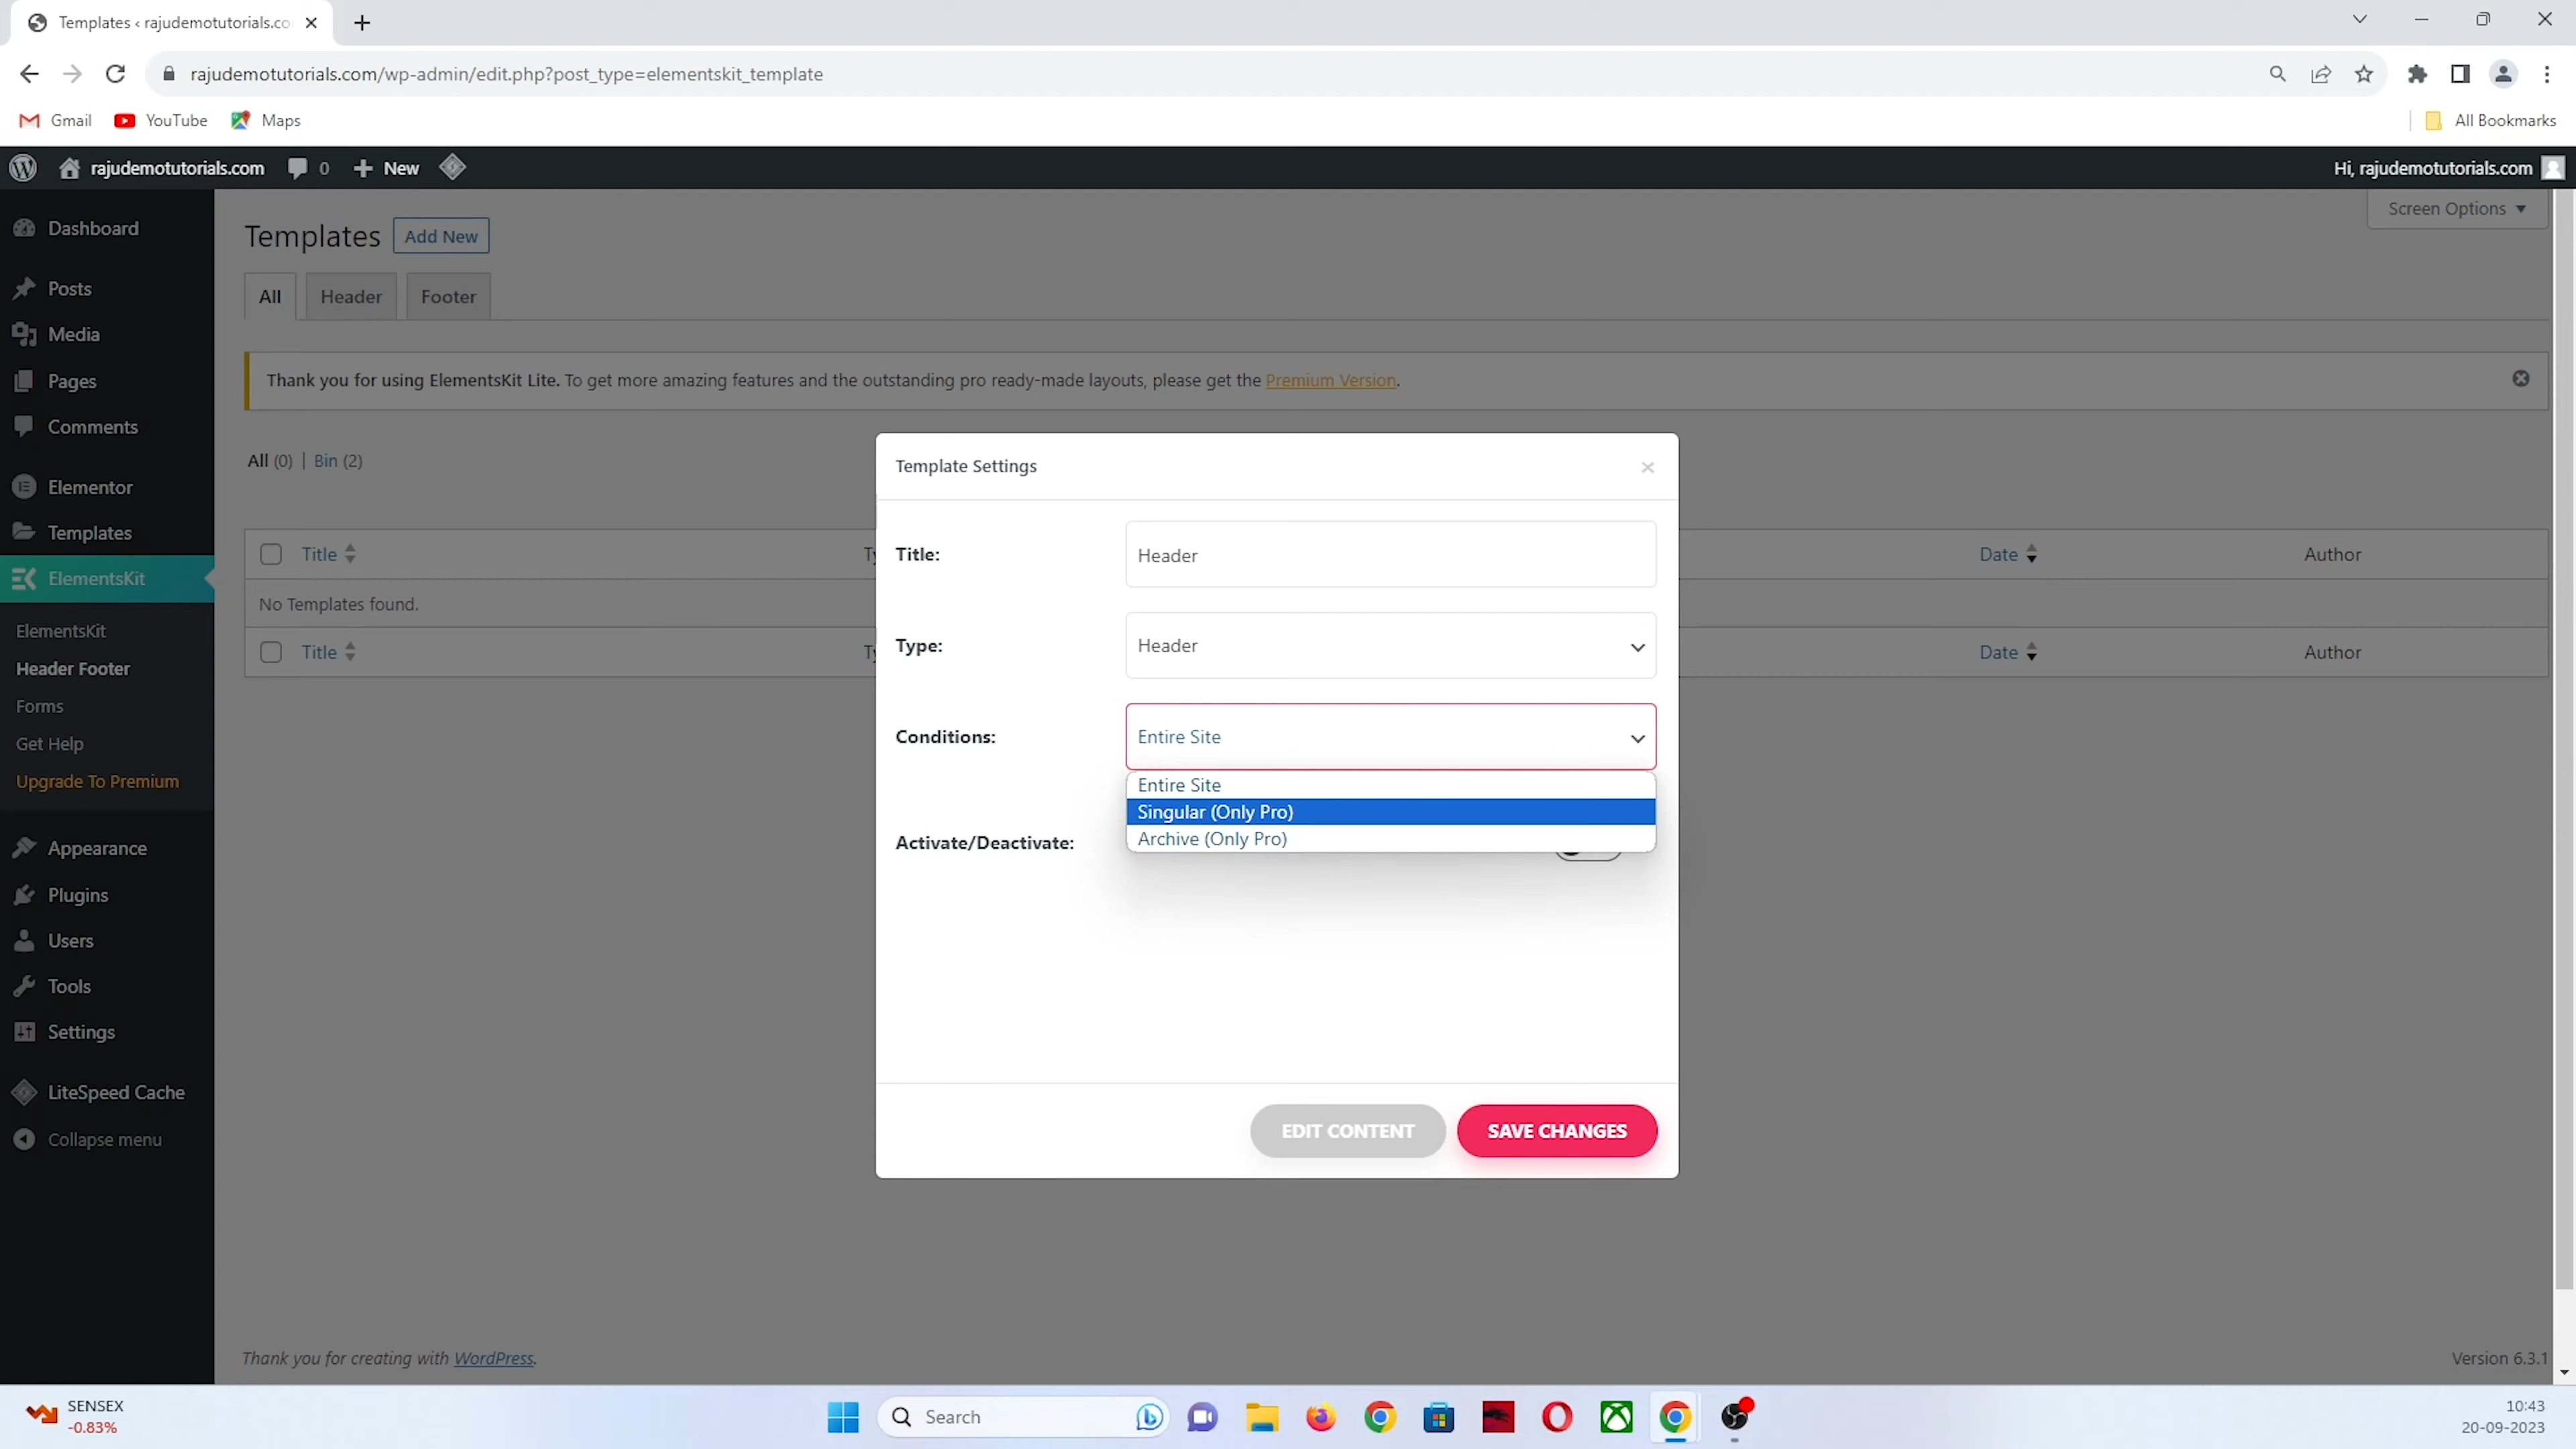 Templates ‹ rajudemotutorials.co
rajudemotutorials.com/wp-admin/edit.php?post_type=elementskit_template
Gmail
YouTube
Maps
All Bookmarks
rajudemotutorials.com
0
New
Hi, rajudemotutorials.com
Dashboard
Posts
Media
Pages
Comments
Elementor
Templates
ElementsKit
ElementsKit
Header Footer
Forms
Get Help
Upgrade To Premium
Appearance
Plugins
Users
Tools
Settings
LiteSpeed Cache
Collapse menu
Templates
Add New
Screen Options
All
Header
Footer
Thank you for using ElementsKit Lite. To get more amazing features and the outstanding pro ready-made layouts, please get the Premium Version.
All (0) | Bin (2)
Title
Date
Author
No Templates found.
Title
Date
Author
Template Settings
Title:
Header
Type:
Header
Conditions:
Entire Site
Entire Site
Singular (Only Pro)
Archive (Only Pro)
Activate/Deactivate:
EDIT CONTENT
SAVE CHANGES
Thank you for creating with WordPress.
Version 6.3.1
SENSEX
-0.83%
Search
10:43
20-09-2023